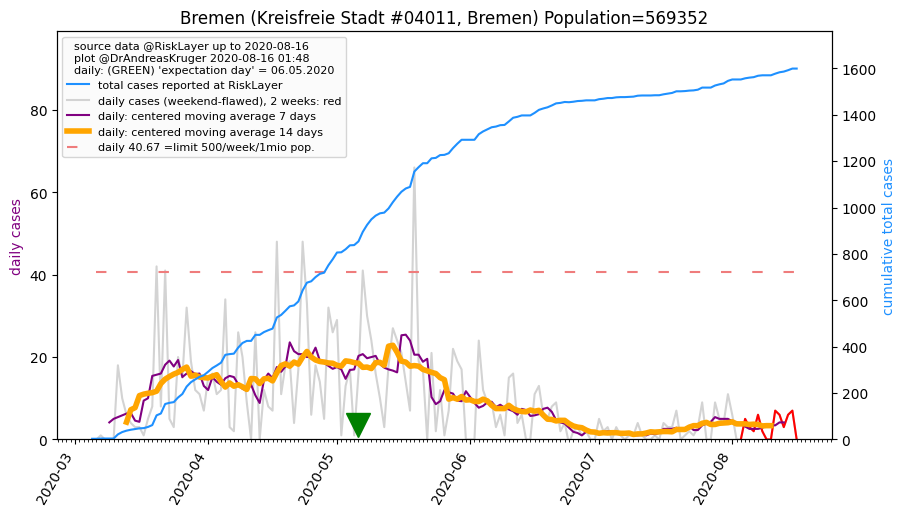 Bremen (Kreisfreie Stadt #04011, Bremen) Population=569352
source data @RiskLayer up to 2020-08-16
plot @DrAndreasKruger 2020-08-16 01:48
daily: (GREEN) 'expectation day' = 06.05.2020
total cases reported at RiskLayer
daily cases (weekend-flawed), 2 weeks: red
daily: centered moving average 7 days
daily: centered moving average 14 days
daily 40.67 =limit 500/week/1mio pop.
daily cases
0
20
40
60
80
cumulative total cases
0
200
400
600
800
1000
1200
1400
1600
2020-03
2020-04
2020-05
2020-06
2020-07
2020-08